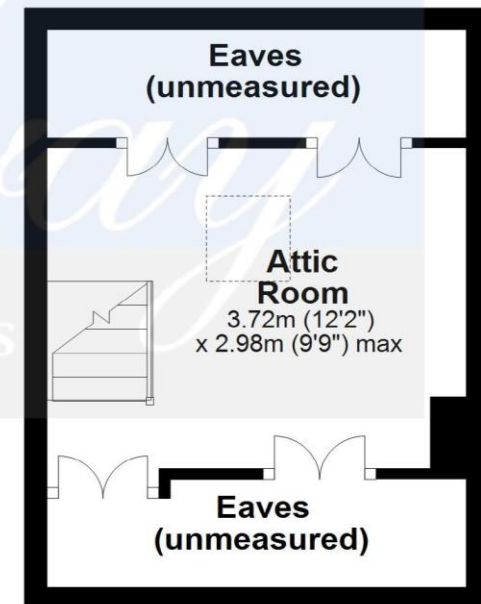 Eaves
(unmeasured)
Attic
Room
3.72m (12'2")
x 2.98m (9'9") max
Eaves
(unmeasured)